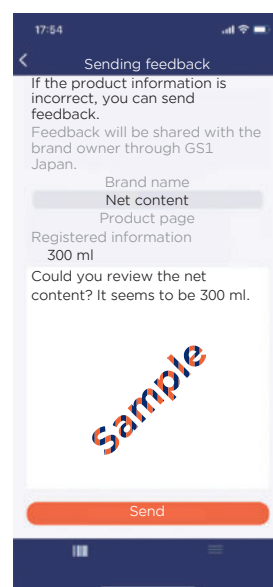 17:54
Sending feedback
If the product information is
incorrect, you can send
feedback.
Feedback will be shared with the
brand owner through GS1
Japan.
Brand name
Net content
Product page
Registered information
300 ml
Could you review the net
content? It seems to be 300 ml.
Sample
Send